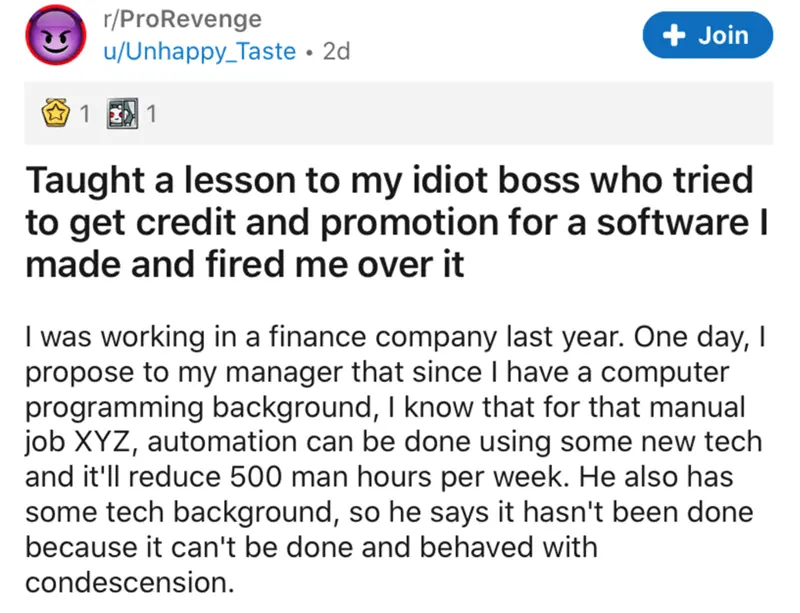 r/ProRevenge
u/Unhappy_Taste • 2d
+ Join
1 1
Taught a lesson to my idiot boss who tried
to get credit and promotion for a software I
made and fired me over it
I was working in a finance company last year. One day, I
propose to my manager that since I have a computer
programming background, I know that for that manual
job XYZ, automation can be done using some new tech
and it'll reduce 500 man hours per week. He also has
some tech background, so he says it hasn't been done
because it can't be done and behaved with
condescension.